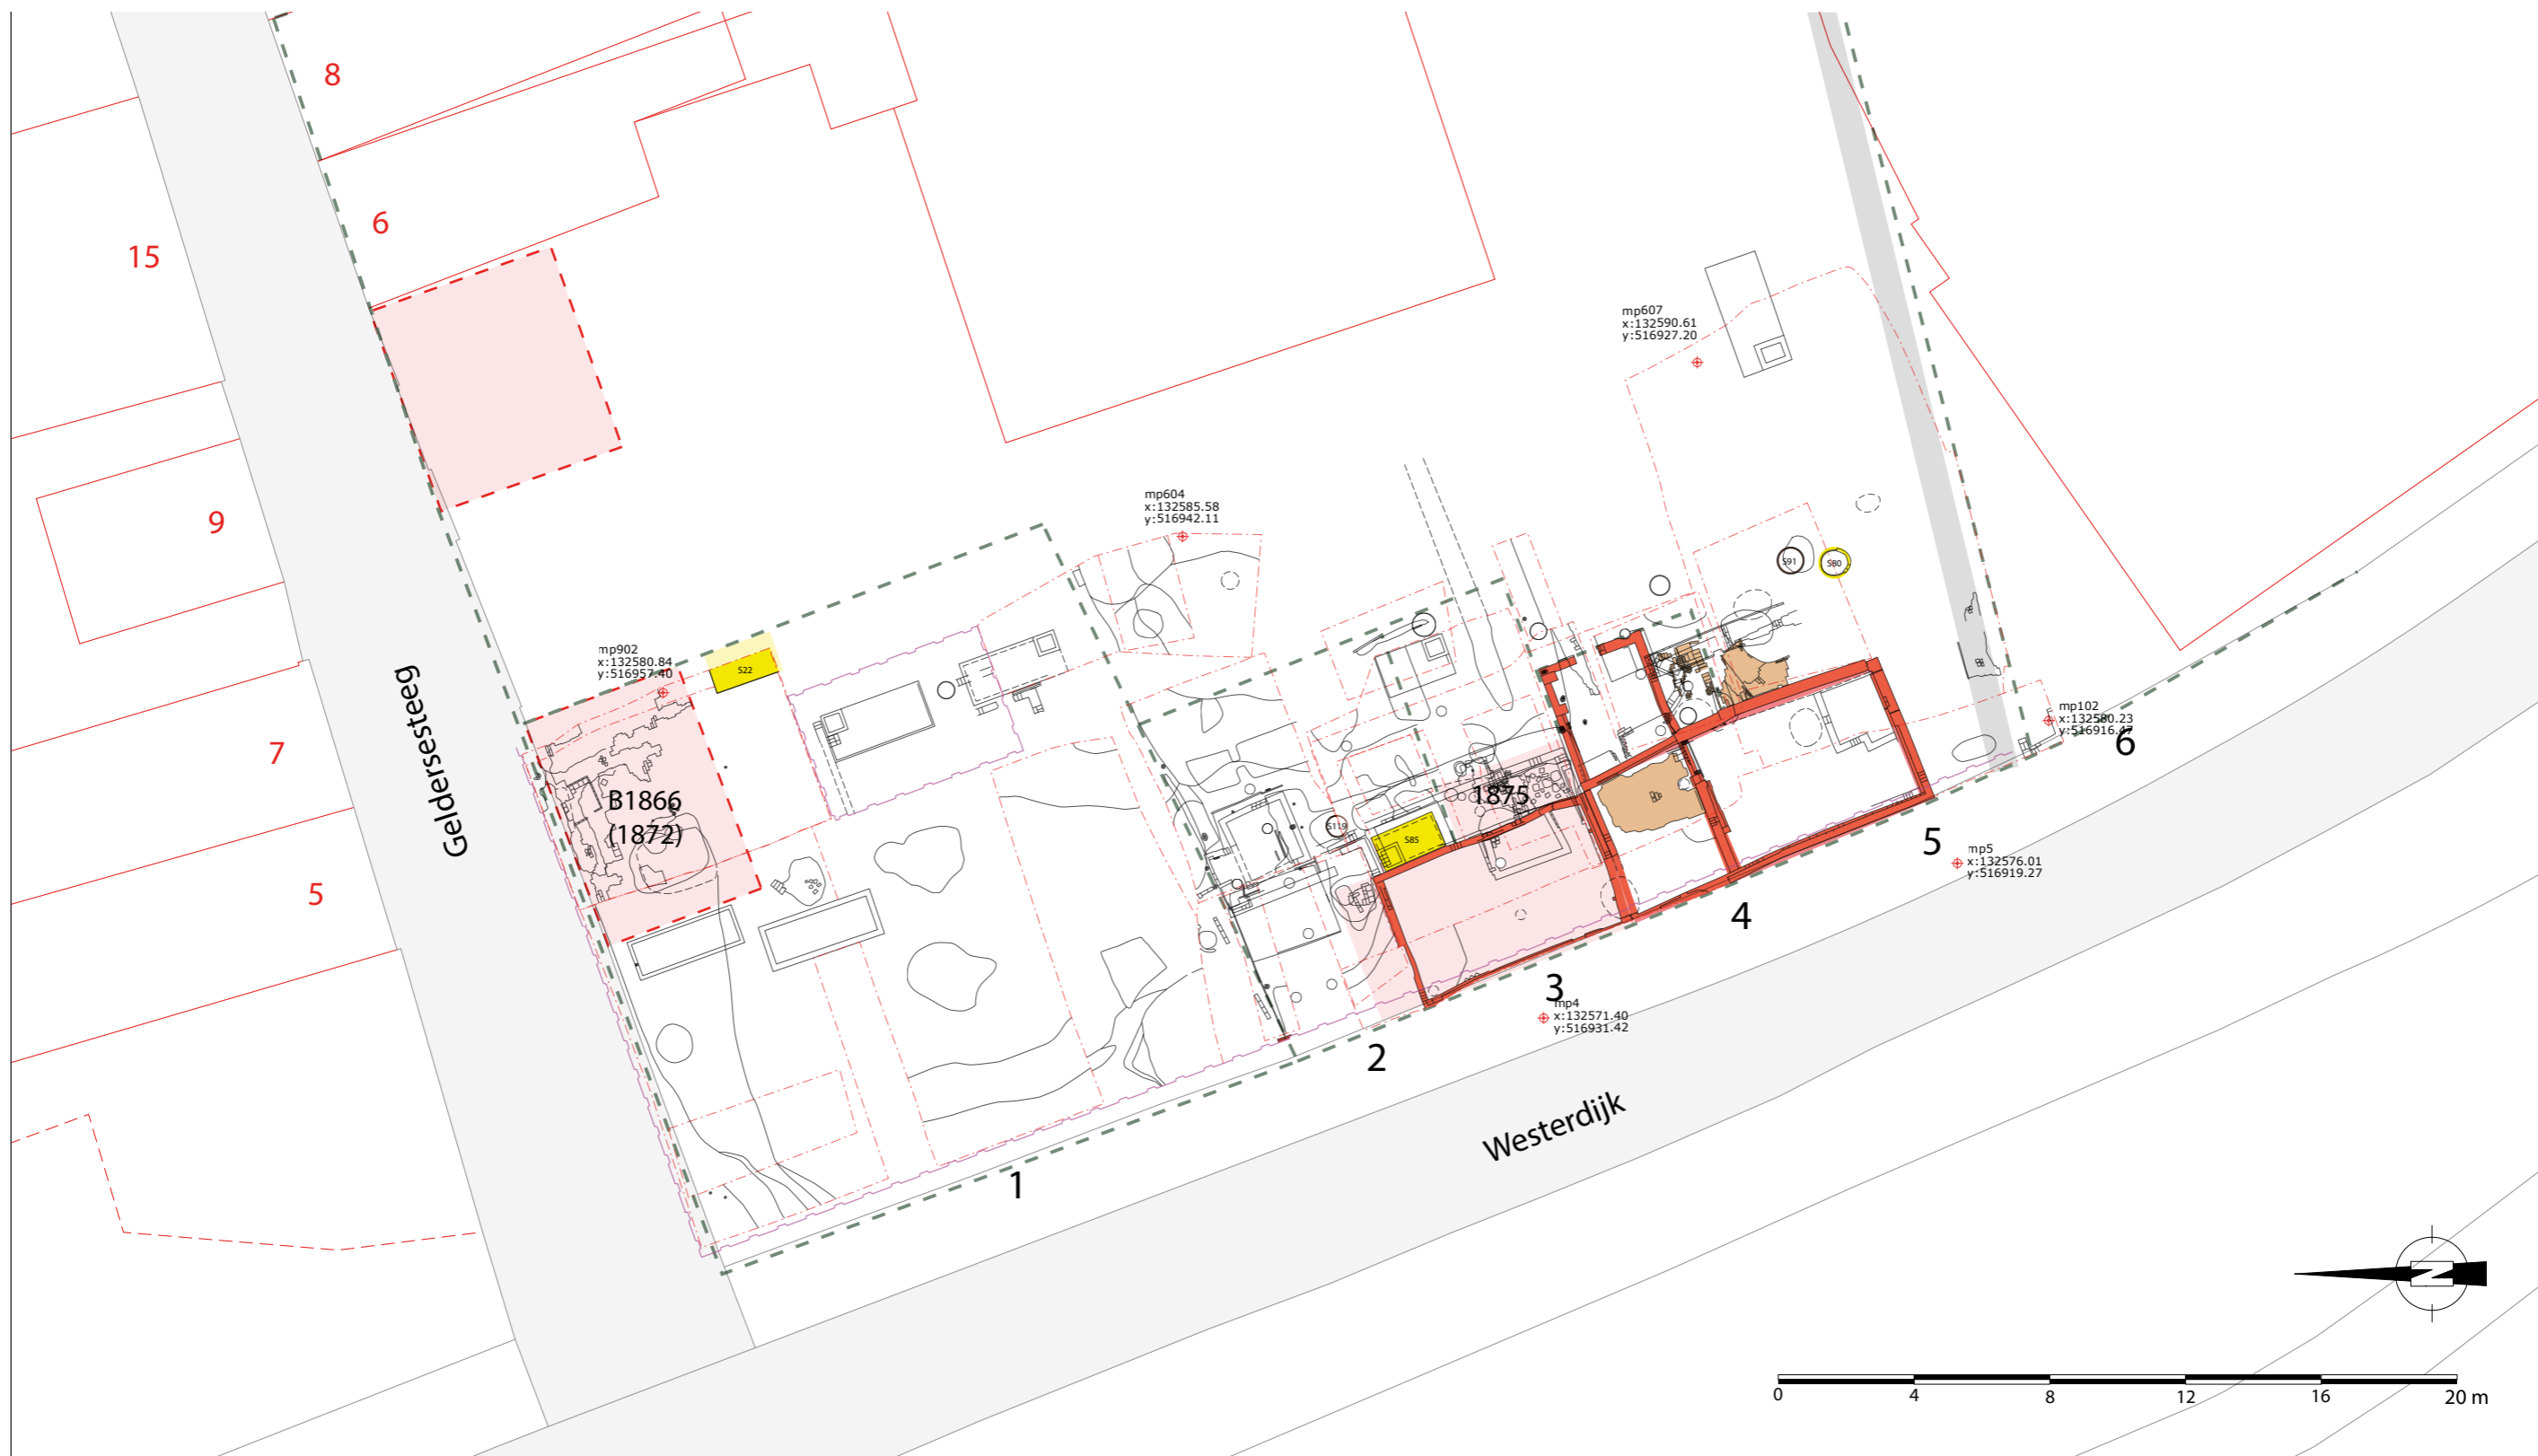 8
6
15
9
7
5
Geldersesteeg
mp607
x:132590.61
y:516927.20
mp604
x:132585.58
y:516942.11
mp902
x:132580.84
y:516957.40
S22
S91
S80
B1866
(1872)
1875
S119
S85
mp102
x:132580.23
y:516916.47
6
5
mp5
x:132576.01
y:516919.27
4
3
mp4
x:132571.40
y:516931.42
2
1
Westerdijk
N
0 4 8 12 16 20 m